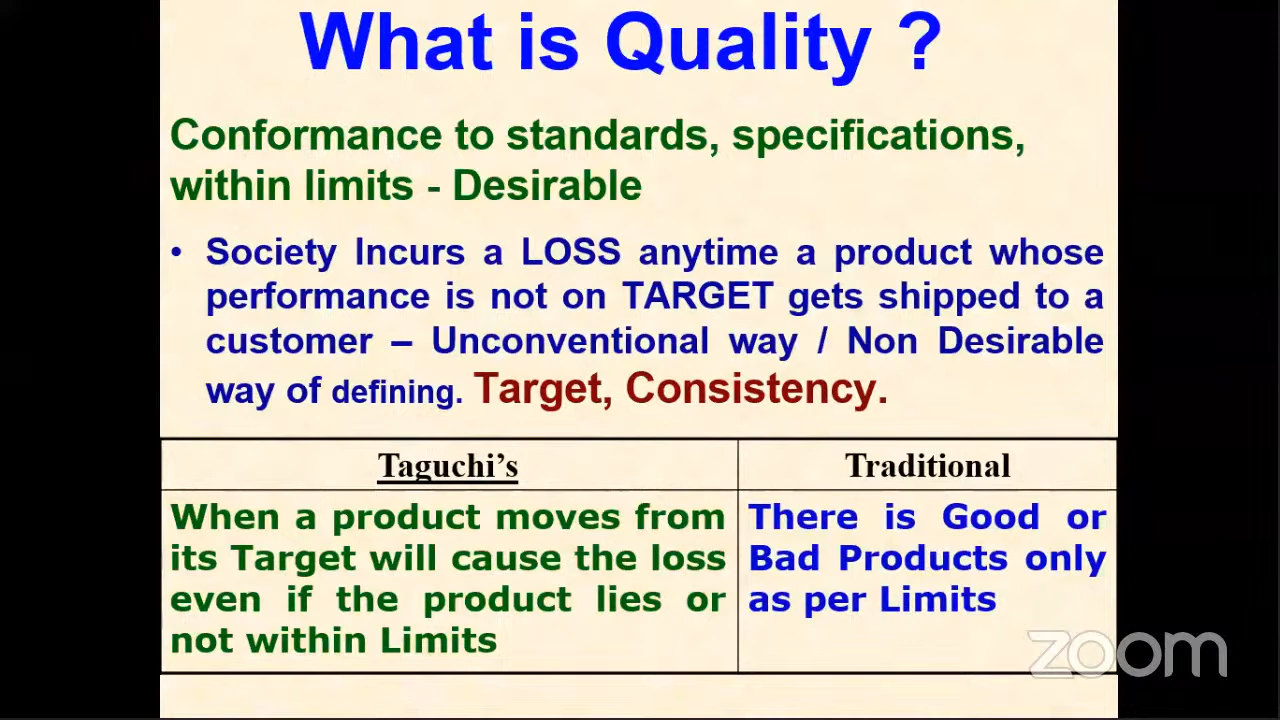 What is Quality ?
Conformance to standards, specifications,
within limits - Desirable
• Society Incurs a LOSS anytime a product whose
performance is not on TARGET gets shipped to a
customer – Unconventional way / Non Desirable
way of defining. Target, Consistency.
Taguchi's
When a product moves from
its Target will cause the loss
even if the product lies or
not within Limits
Traditional
There is Good or
Bad Products only
as per Limits
zoom